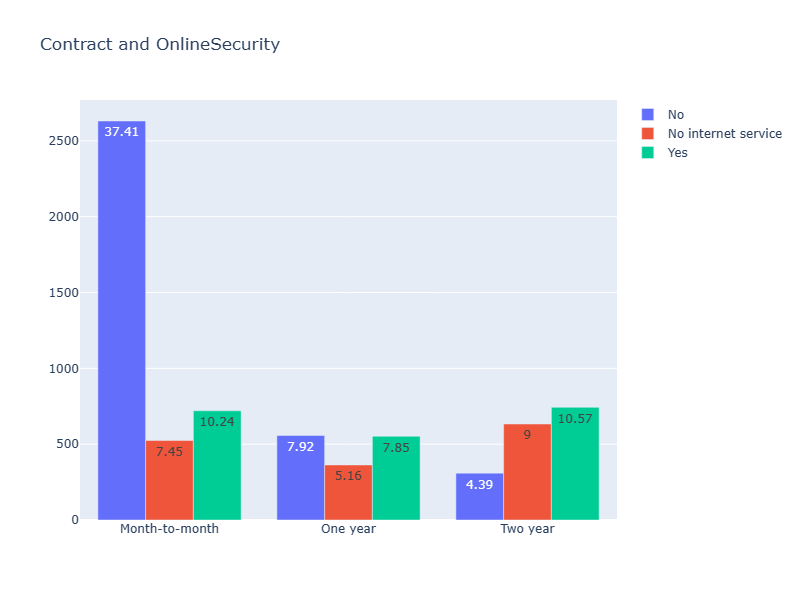 Contract and OnlineSecurity
No
No internet service
Yes
2500
2000
1500
1000
500
0
37.41
7.45
10.24
7.92
5.16
7.85
4.39
9
10.57
Month-to-month
One year
Two year